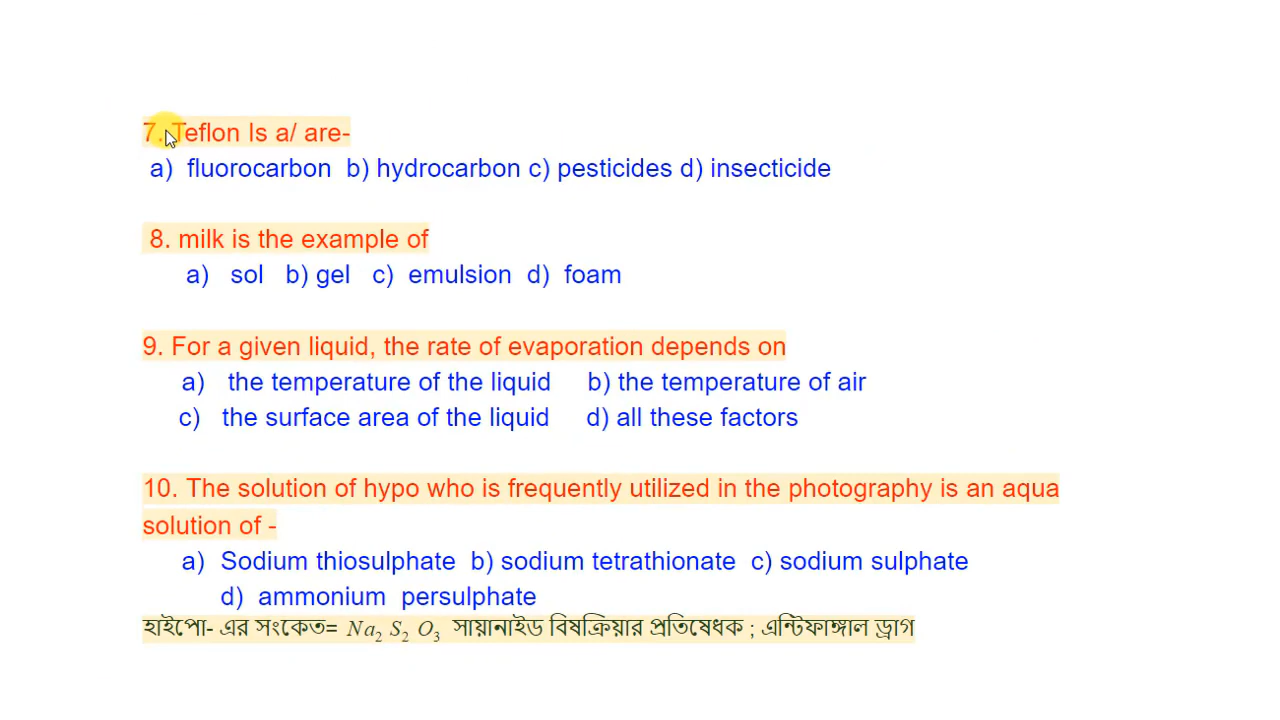 7. Teflon Is a/ are-
a) fluorocarbon b) hydrocarbon c) pesticides d) insecticide
8. milk is the example of
a) sol b) gel c) emulsion d) foam
9. For a given liquid, the rate of evaporation depends on
a) the temperature of the liquid b) the temperature of air
c) the surface area of the liquid d) all these factors
10. The solution of hypo who is frequently utilized in the photography is an aqua
solution of -
a) Sodium thiosulphate b) sodium tetrathionate c) sodium sulphate
d) ammonium persulphate
হাইপো- এর সংকেত= Na₂ S₂ O₃ সায়ানাইড বিষক্রিয়ার প্রতিষেধক ; এন্টিফাঙ্গাল ড্রাগ